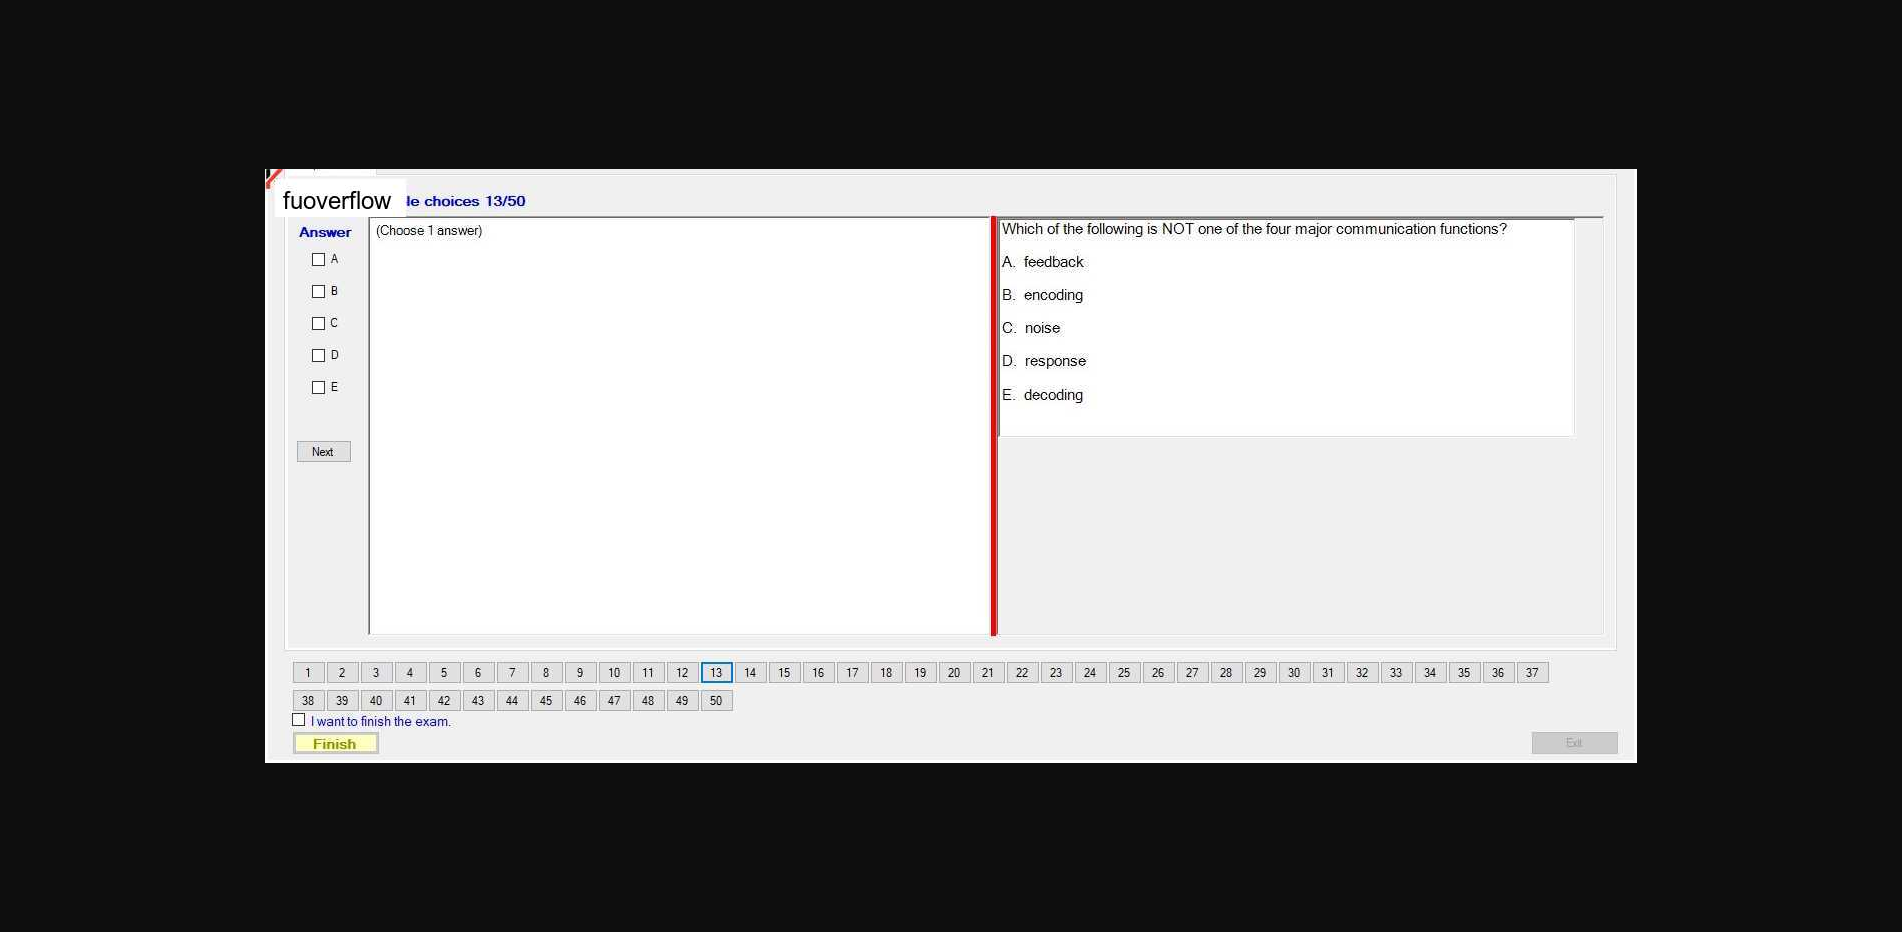 fuoverflow
le choices 13/50
Answer
(Choose 1 answer)
A
B
C
D
E
Next
Which of the following is NOT one of the four major communication functions?
A. feedback
B. encoding
C. noise
D. response
E. decoding
1 2 3 4 5 6 7 8 9 10 11 12 13 14 15 16 17 18 19 20 21 22 23 24 25 26 27 28 29 30 31 32 33 34 35 36 37
38 39 40 41 42 43 44 45 46 47 48 49 50
I want to finish the exam.
Finish
Exit